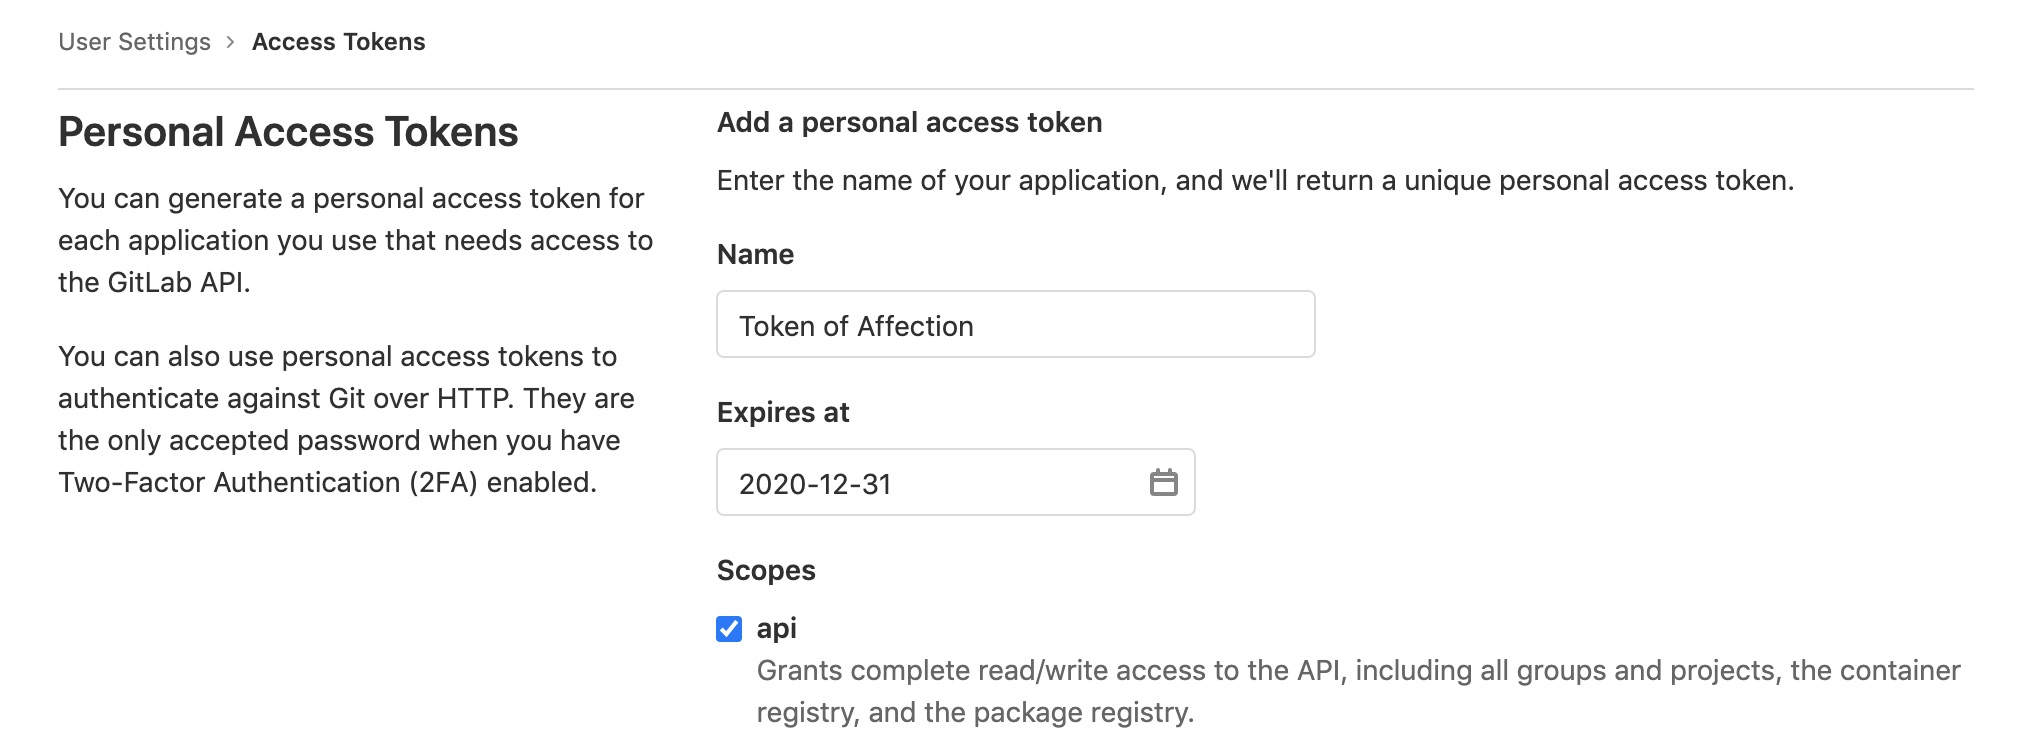 User Settings > Access Tokens
Personal Access Tokens
You can generate a personal access token for
each application you use that needs access to
the GitLab API.
You can also use personal access tokens to
authenticate against Git over HTTP. They are
the only accepted password when you have
Two-Factor Authentication (2FA) enabled.
Add a personal access token
Enter the name of your application, and we'll return a unique personal access token.
Name
Token of Affection
Expires at
2020-12-31
Scopes
api
Grants complete read/write access to the API, including all groups and projects, the container
registry, and the package registry.